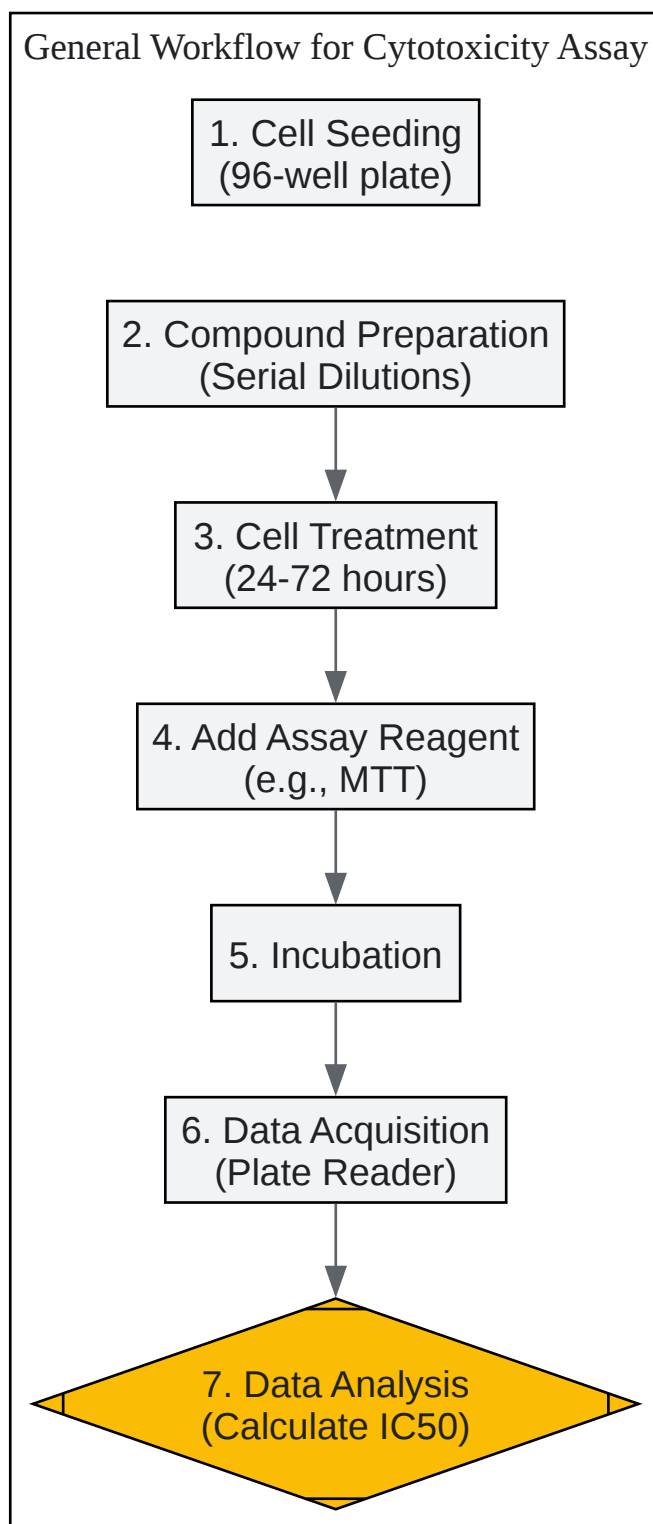 General Workflow for Cytotoxicity Assay
1. Cell Seeding
(96-well plate)
2. Compound Preparation
(Serial Dilutions)
3. Cell Treatment
(24-72 hours)
4. Add Assay Reagent
(e.g., MTT)
5. Incubation
6. Data Acquisition
(Plate Reader)
7. Data Analysis
(Calculate IC50)